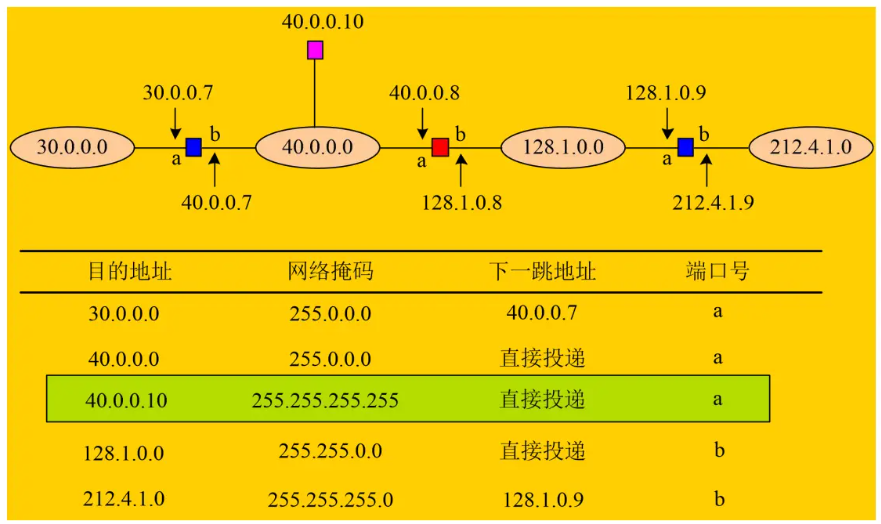 40.0.0.10
30.0.0.7 40.0.0.8 128.1.0.9
b b b
30.0.0.0 40.0.0.0 128.1.0.0 212.4.1.0
a a a
40.0.0.7 128.1.0.8 212.4.1.9
目的地址 网络掩码 下一跳地址 端口号
30.0.0.0 255.0.0.0 40.0.0.7 a
40.0.0.0 255.0.0.0 直接投递 a
40.0.0.10 255.255.255.255 直接投递 a
128.1.0.0 255.255.0.0 直接投递 b
212.4.1.0 255.255.255.0 128.1.0.9 b